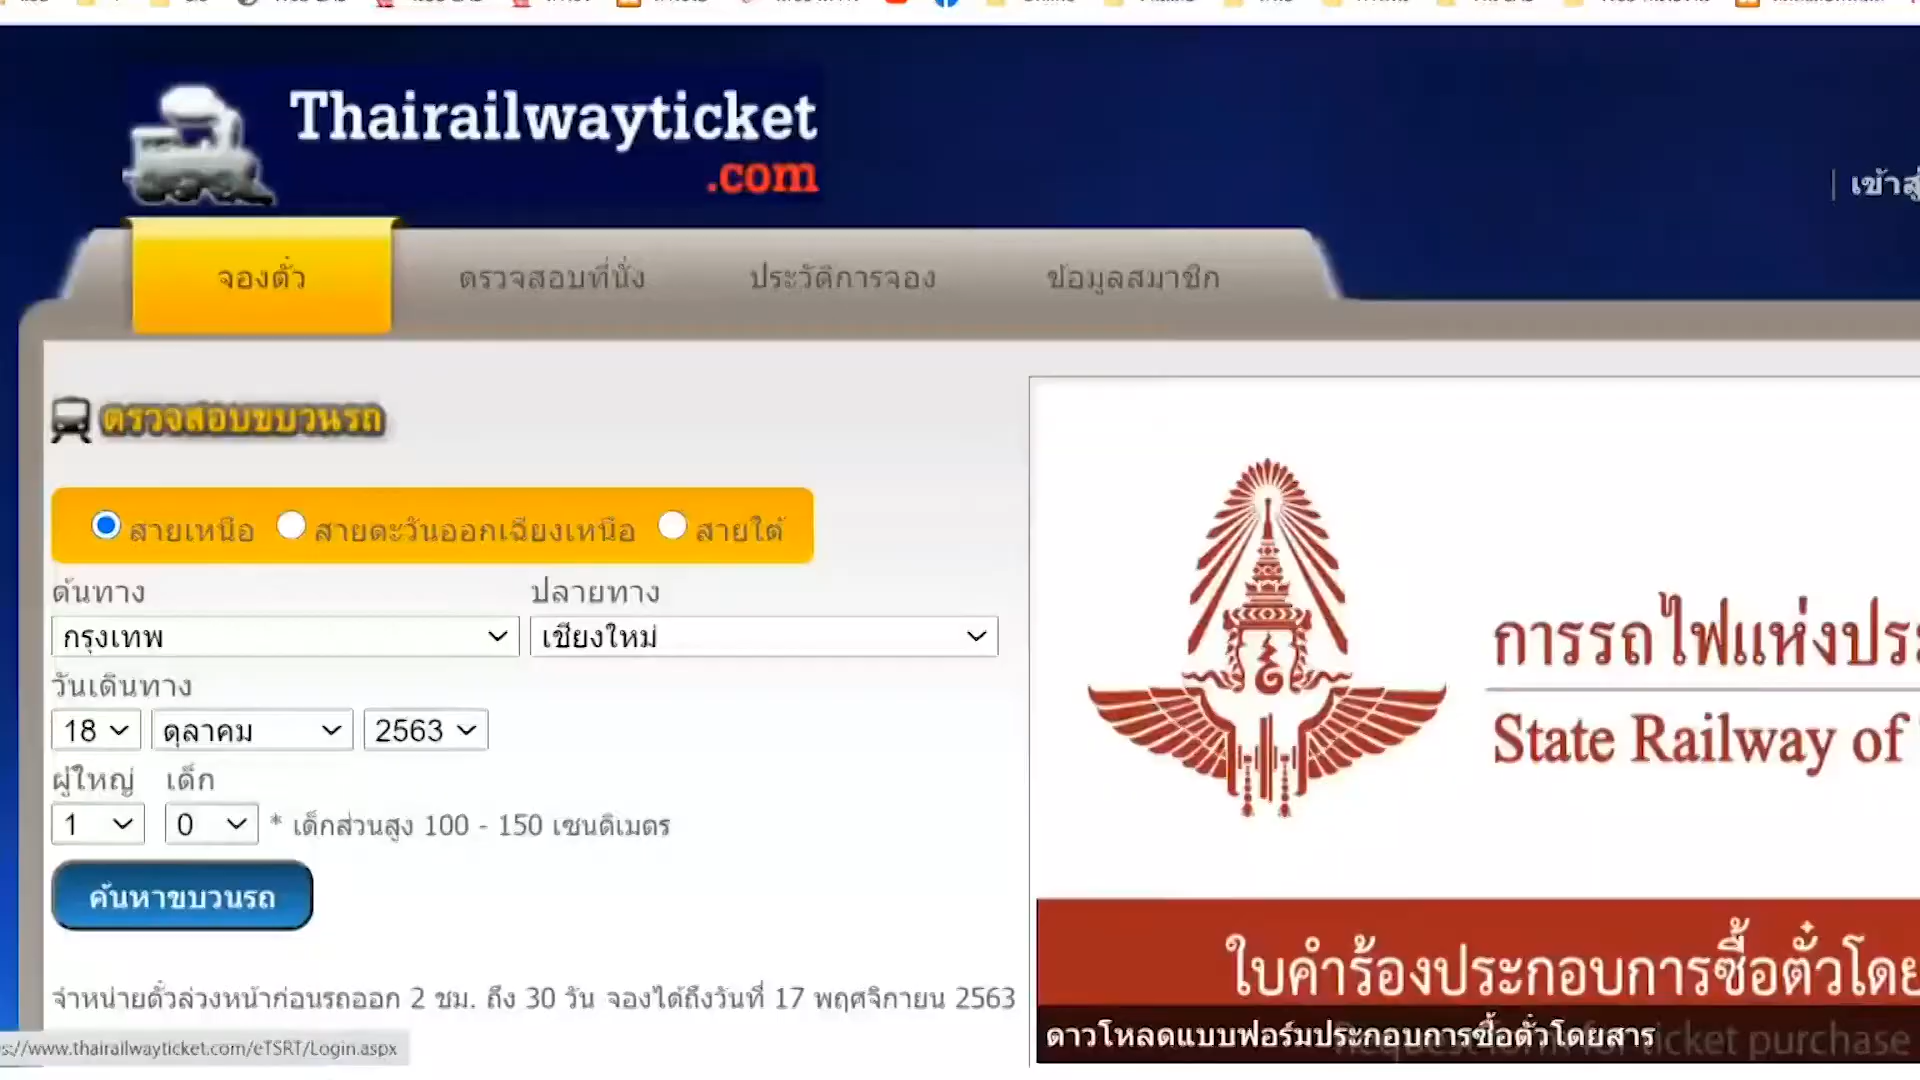 Thairailwayticket
.com
จองตั๋ว ตรวจสอบที่นั่ง ประวัติการจอง ข้อมูลสมาชิก
ตรวจสอบขบวนรถ
สายเหนือ สายตะวันออกเฉียงเหนือ สายใต้
ต้นทาง ปลายทาง
กรุงเทพ เชียงใหม่
วันเดินทาง
18 ตุลาคม 2563
ผู้ใหญ่ เด็ก
1 0 * เด็กส่วนสูง 100 - 150 เซนติเมตร
ค้นหาขบวนรถ
จำหน่ายตั๋วล่วงหน้าก่อนรถออก 2 ชม. ถึง 30 วัน จองได้ถึงวันที่ 17 พฤศจิกายน 2563
s://www.thairailwayticket.com/eTSRT/Login.aspx
การรถไฟแห่งประ
State Railway of
ใบคำร้องประกอบการซื้อตั๋วโดย
ดาวโหลดแบบฟอร์มประกอบการซื้อตั๋วโดยสาร
ticket purchase